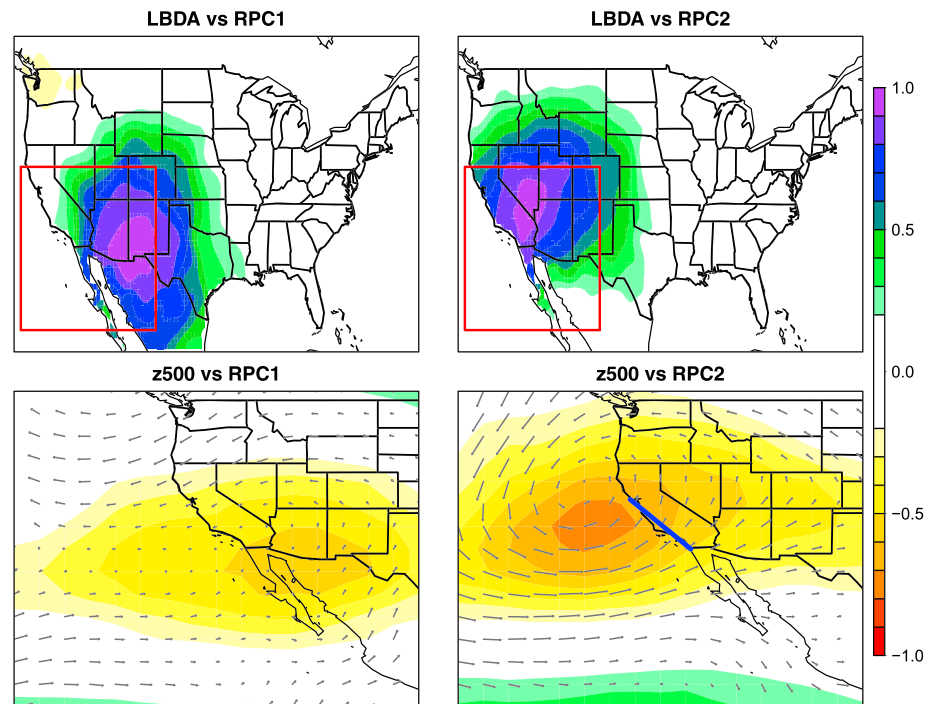 LBDA vs RPC1
LBDA vs RPC2
1.0
0.5
0.0
−0.5
−1.0
z500 vs RPC1
z500 vs RPC2